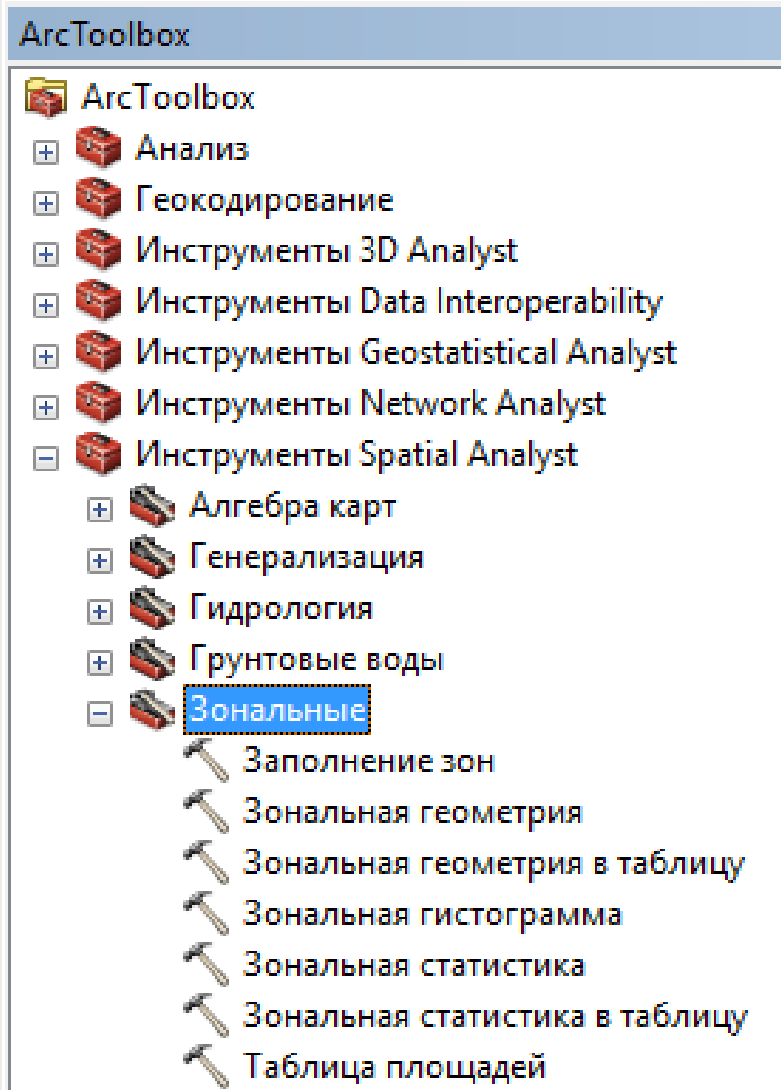 ArcToolbox
ArcToolbox
Анализ
Геокодирование
Инструменты 3D Analyst
Инструменты Data Interoperability
Инструменты Geostatistical Analyst
Инструменты Network Analyst
Инструменты Spatial Analyst
Алгебра карт
Генерализация
Гидрология
Грунтовые воды
Зональные
Заполнение зон
Зональная геометрия
Зональная геометрия в таблицу
Зональная гистограмма
Зональная статистика
Зональная статистика в таблицу
Таблица площадей